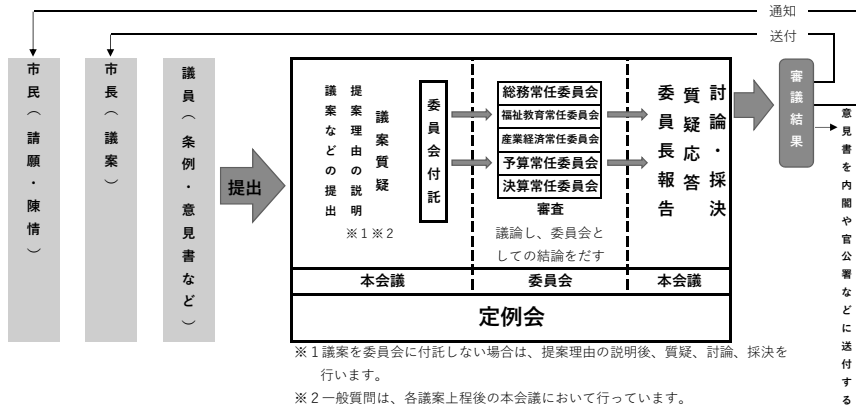 通知
送付
市民（請願・陳情）
市長（議案）
議員（条例・意見書など）
提出
議案などの提出
提案理由の説明
議案質疑
※１※２
委員会付託
総務常任委員会
福祉教育常任委員会
産業経済常任委員会
予算常任委員会
決算常任委員会
審査
議論し、委員会と
しての結論をだす
委員長報告
質疑応答
討論・採決
審議結果
意見書を内閣や官公署などに送付する
本会議
委員会
本会議
定例会
※１議案を委員会に付託しない場合は、提案理由の説明後、質疑、討論、採決を
行います。
※２一般質問は、各議案上程後の本会議において行っています。